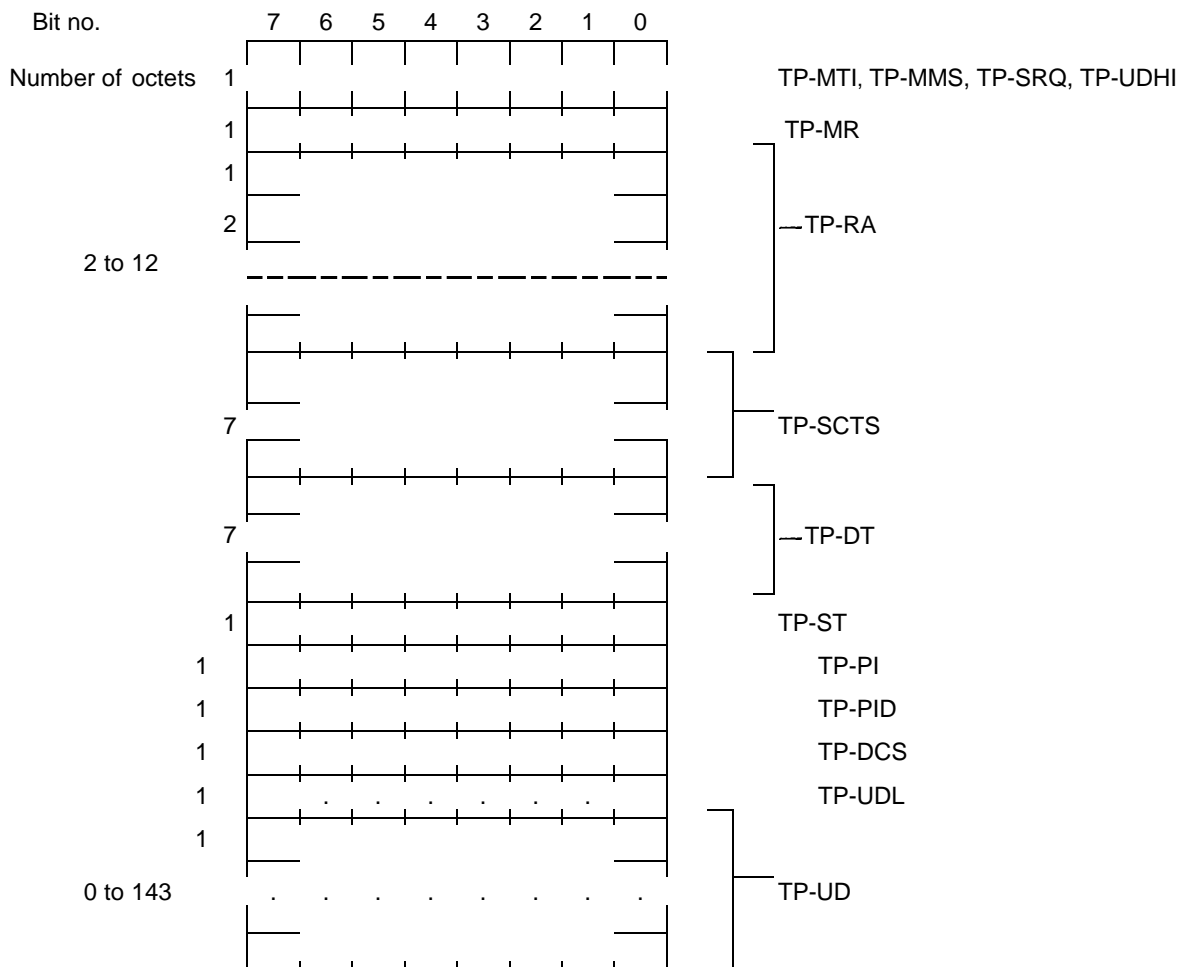 Bit no. 7 6 5 4 3 2 1 0
Number of octets 1 TP-MTI, TP-MMS, TP-SRQ, TP-UDHI
1 TP-MR
1
2 TP-RA
2 to 12
7 TP-SCTS
7 TP-DT
1 TP-ST
1 TP-PI
1 TP-PID
1 TP-DCS
1 . . . . . . TP-UDL
1
0 to 143 . . . . . . . . TP-UD